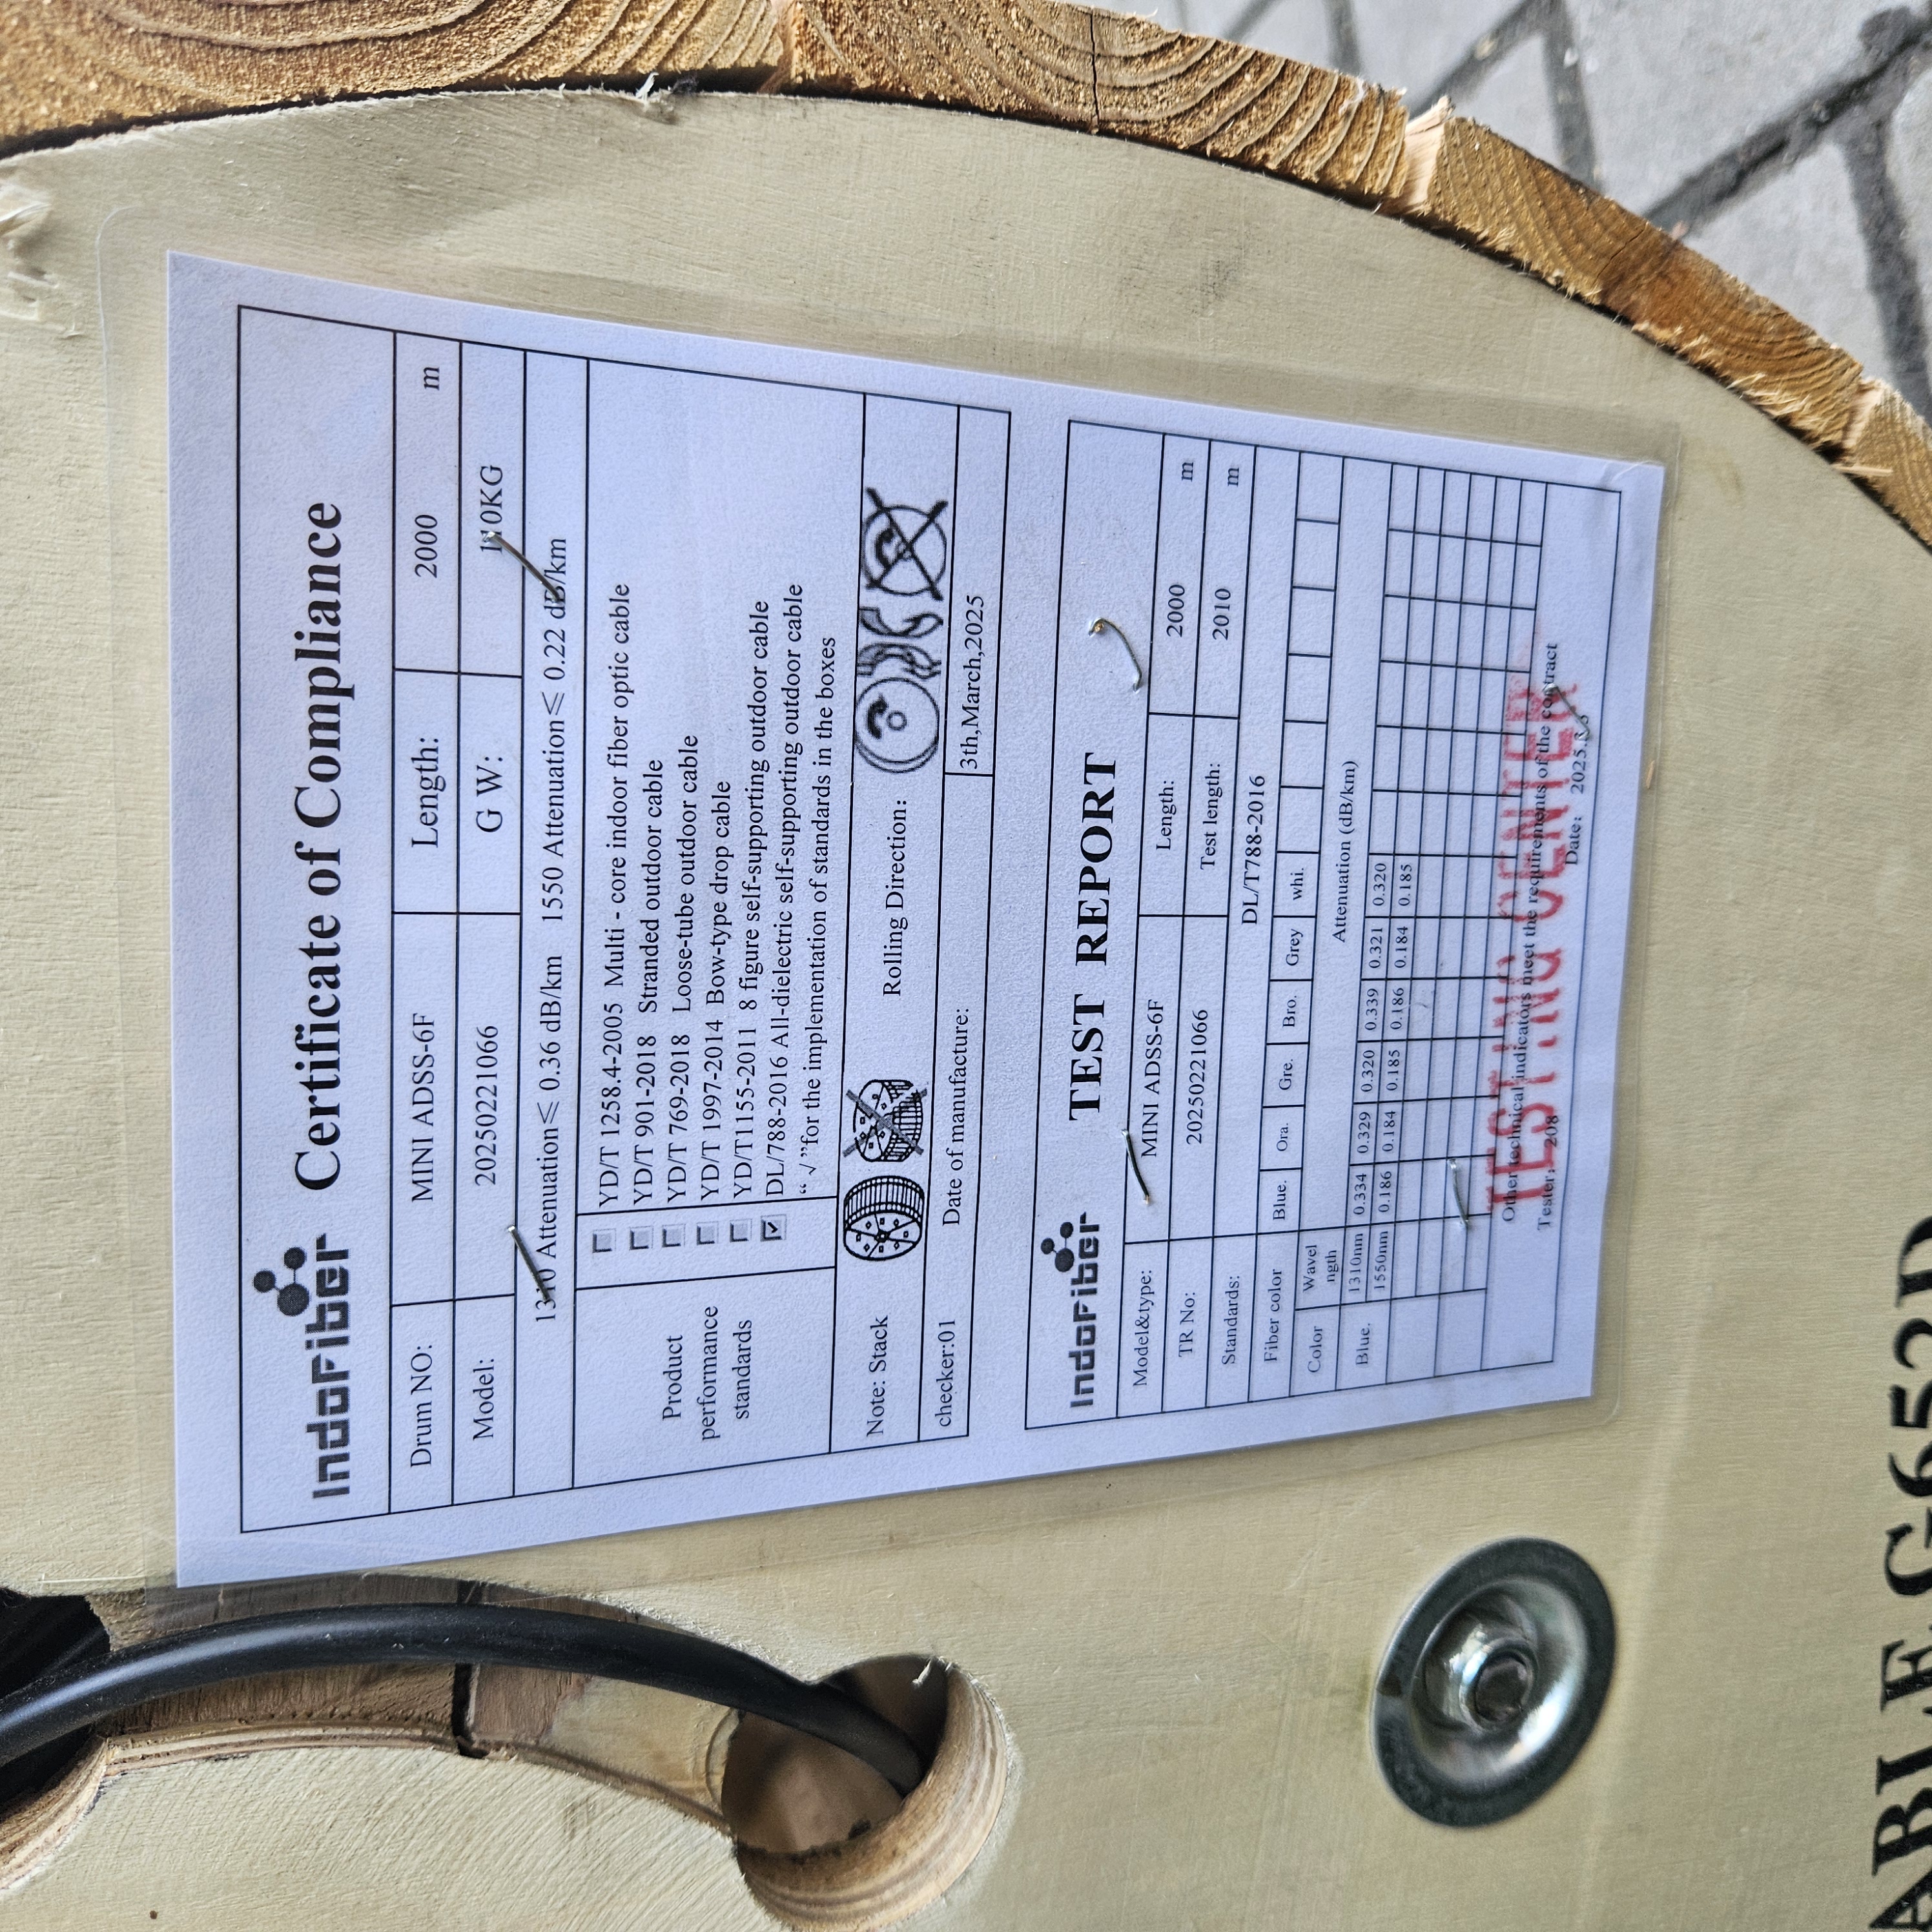 IndoFiber Certificate of Compliance
Drum NO: MINI ADSS-6F Length: 2000 m
Model: 20250221066 G W: 110KG
1310 Attenuation≤ 0.36 dB/km 1550 Attenuation≤ 0.22 dB/km
Product performance standards
YD/T 1258.4-2005 Multi - core indoor fiber optic cable
YD/T 901-2018 Stranded outdoor cable
YD/T 769-2018 Loose-tube outdoor cable
YD/T 1997-2014 Bow-type drop cable
YD/T1155-2011 8 figure self-supporting outdoor cable
DL/788-2016 All-dielectric self-supporting outdoor cable
“ √ ”for the implementation of standards in the boxes
Note: Stack Rolling Direction:
checker:01 Date of manufacture: 3th,March,2025
IndoFiber TEST REPORT
Model&type: MINI ADSS-6F Length: 2000 m
TR No: 20250221066 Test length: 2010 m
Standards: DL/T788-2016
Fiber color Blue. Ora. Gre. Bro. Grey Whi.
Color Wavel ngth Attenuation (dB/km)
Blue. 1310nm 0.334 0.329 0.320 0.339 0.321 0.320
1550nm 0.186 0.184 0.185 0.186 0.184 0.185
Other technical indicators meet the requirements of the contract
TESTING CENTER
Tester: 208 Date: 2025.
ABLE G652D